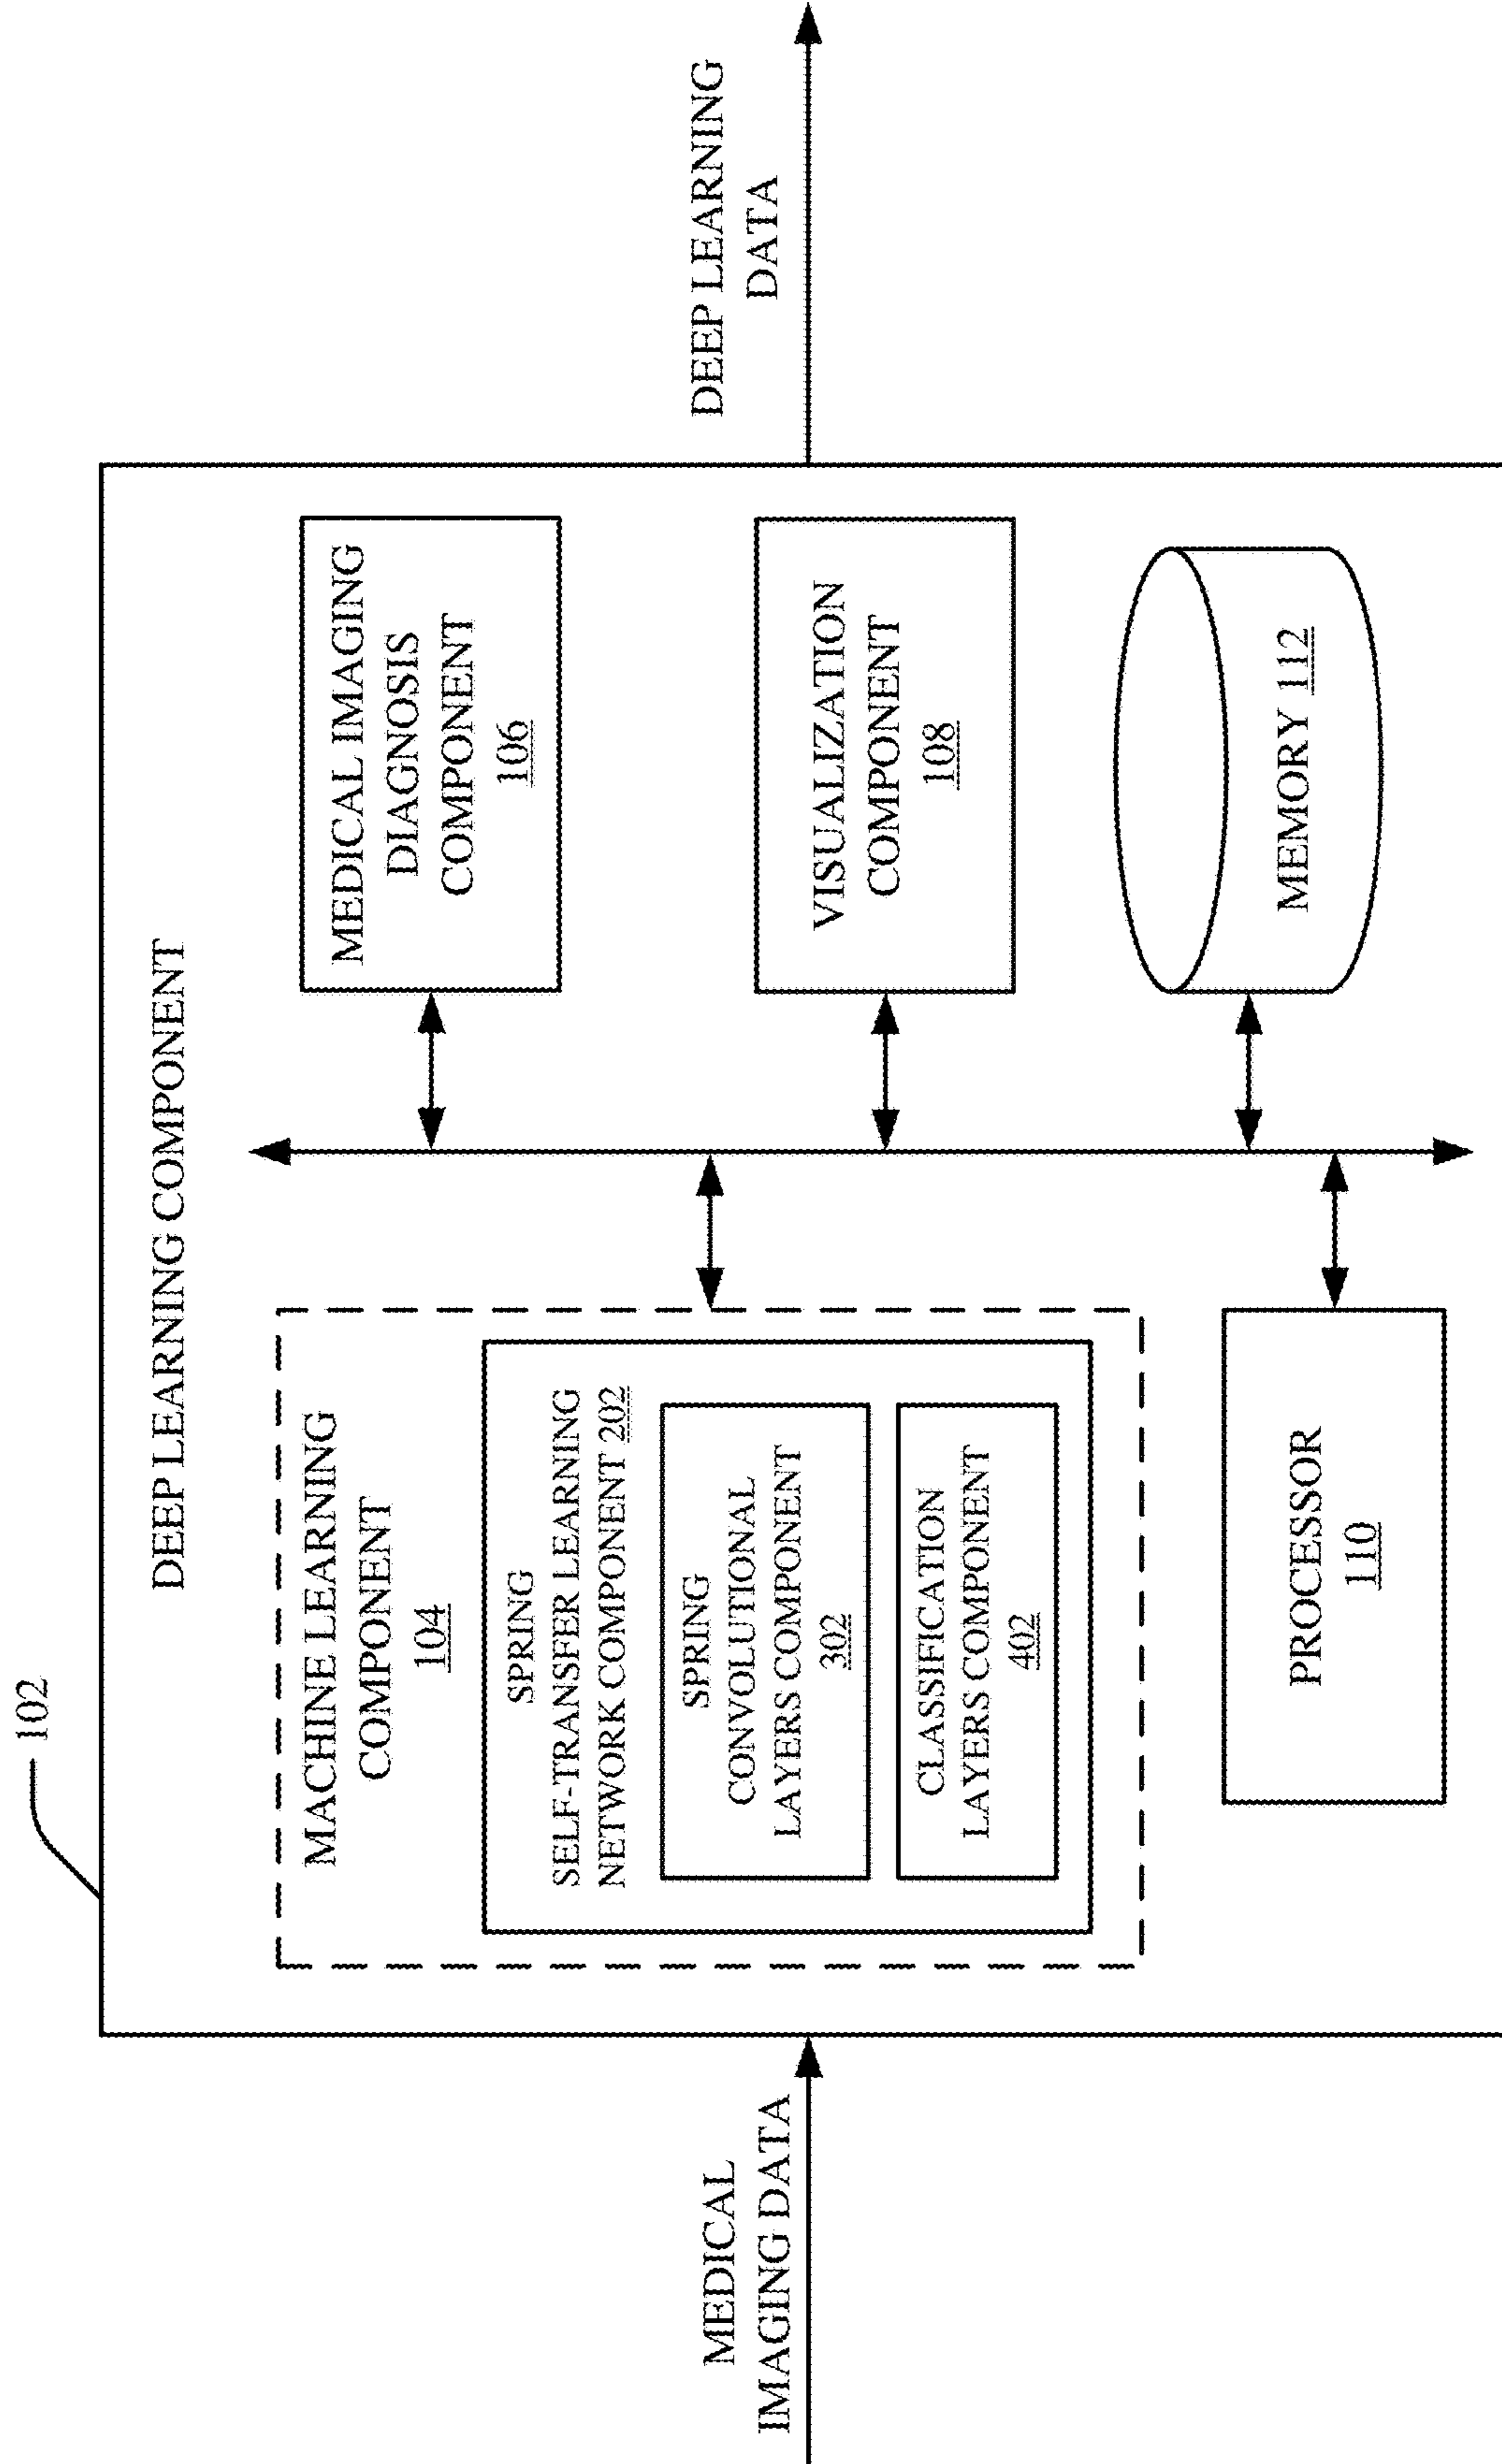 102
DEEP LEARNING COMPONENT
MACHINE LEARNING
COMPONENT
104
SPRING
SELF-TRANSFER LEARNING
NETWORK COMPONENT 202
SPRING
CONVOLUTIONAL
LAYERS COMPONENT
302
CLASSIFICATION
LAYERS COMPONENT
402
PROCESSOR
110
MEDICAL IMAGING
DIAGNOSIS
COMPONENT
106
VISUALIZATION
COMPONENT
108
MEMORY 112
MEDICAL
IMAGING DATA
DEEP LEARNING
DATA